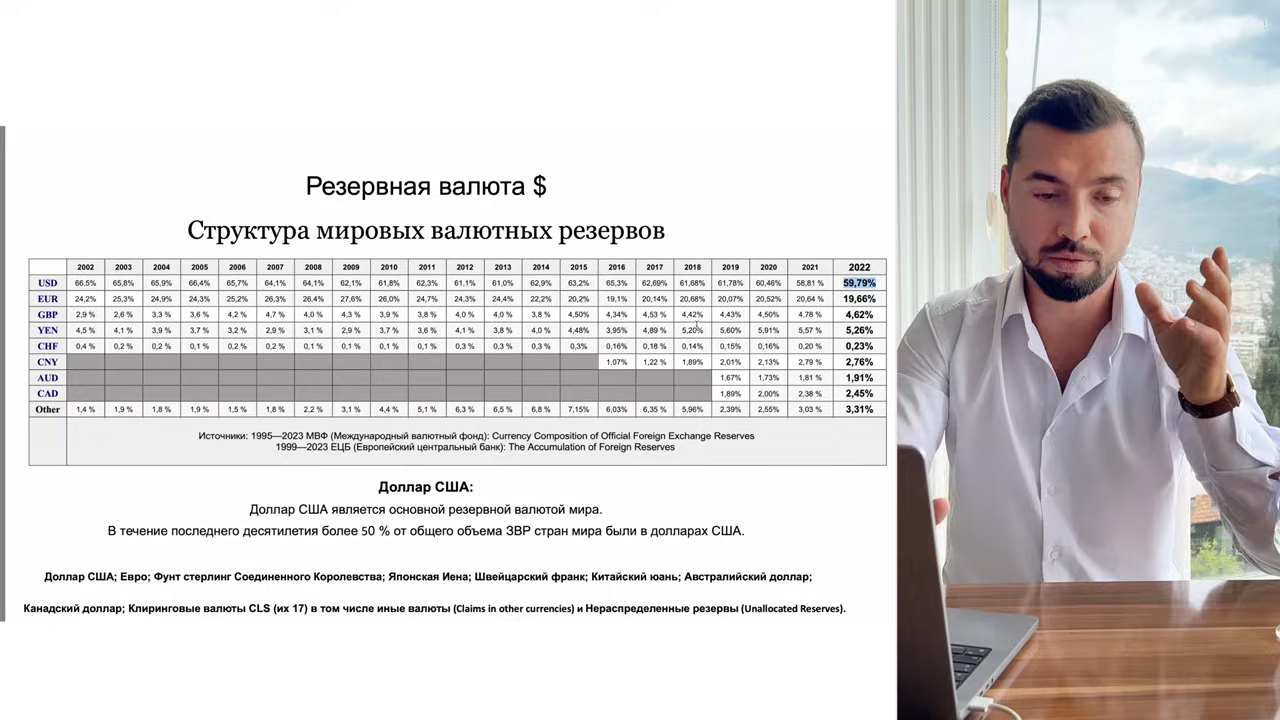 Резервная валюта $
Структура мировых валютных резервов
2002 2003 2004 2005 2006 2007 2008 2009 2010 2011 2012 2013 2014 2015 2016 2017 2018 2019 2020 2021 2022
USD 66,5% 65,8% 65,9% 66,4% 65,7% 64,1% 64,1% 62,1% 61,8% 62,3% 61,1% 61,0% 62,9% 63,2% 65,3% 62,69% 61,68% 61,78% 60,46% 58,81 % 59,79%
EUR 24,2% 25,3% 24,9% 24,3% 25,2% 26,3% 26,4% 27,6% 26,0% 24,7% 24,3% 24,4% 22,2% 20,2% 19,1% 20,14% 20,68% 20,07% 20,52% 20,64 % 19,66%
GBP 2,9 % 2,6 % 3,3 % 3,6 % 4,2 % 4,7 % 4,0 % 4,3 % 3,9% 3,8 % 4,0 % 4,0 % 3,8 % 4,50% 4,34% 4,53 % 4,42% 4,43% 4,50% 4,78 % 4,62%
YEN 4,5 % 4,1 % 3,9% 3,7 % 3,2 % 2,9 % 3,1 % 2,9 % 3,7 % 3,6 % 4,1 % 3,8 % 4,0 % 4,48% 3,95% 4,89 % 5,20% 5,60% 5,91% 5,57 % 5,26%
CHF 0,4 % 0,2 % 0,2 % 0,1 % 0,2 % 0,2 % 0,1 % 0,1 % 0,1 % 0,1 % 0,3 % 0,3 % 0,3 % 0,3% 0,16% 0,18 % 0,14% 0,15% 0,16% 0,20 % 0,23%
CNY 1,07% 1,22 % 1,89% 2,01% 2,13% 2,79 % 2,76%
AUD 1,67% 1,73% 1,81 % 1,91%
CAD 1,89% 2,00% 2,38 % 2,45%
Other 1,4 % 1,9 % 1,8 % 1,9 % 1,5 % 1,8 % 2,2 % 3,1 % 4,4 % 5,1 % 6,3 % 6,5 % 6,8 % 7,15% 6,03% 6,35 % 5,96% 2,39% 2,55% 3,03 % 3,31%
Источники: 1995—2023 МВФ (Международный валютный фонд): Currency Composition of Official Foreign Exchange Reserves
1999—2023 ЕЦБ (Европейский центральный банк): The Accumulation of Foreign Reserves
Доллар США:
Доллар США является основной резервной валютой мира.
В течение последнего десятилетия более 50 % от общего объема ЗВР стран мира были в долларах США.
Доллар США; Евро; Фунт стерлинг Соединенного Королевства; Японская Иена; Швейцарский франк; Китайский юань; Австралийский доллар;
Канадский доллар; Клиринговые валюты CLS (их 17) в том числе иные валюты (Claims in other currencies) и Нераспределенные резервы (Unallocated Reserves).